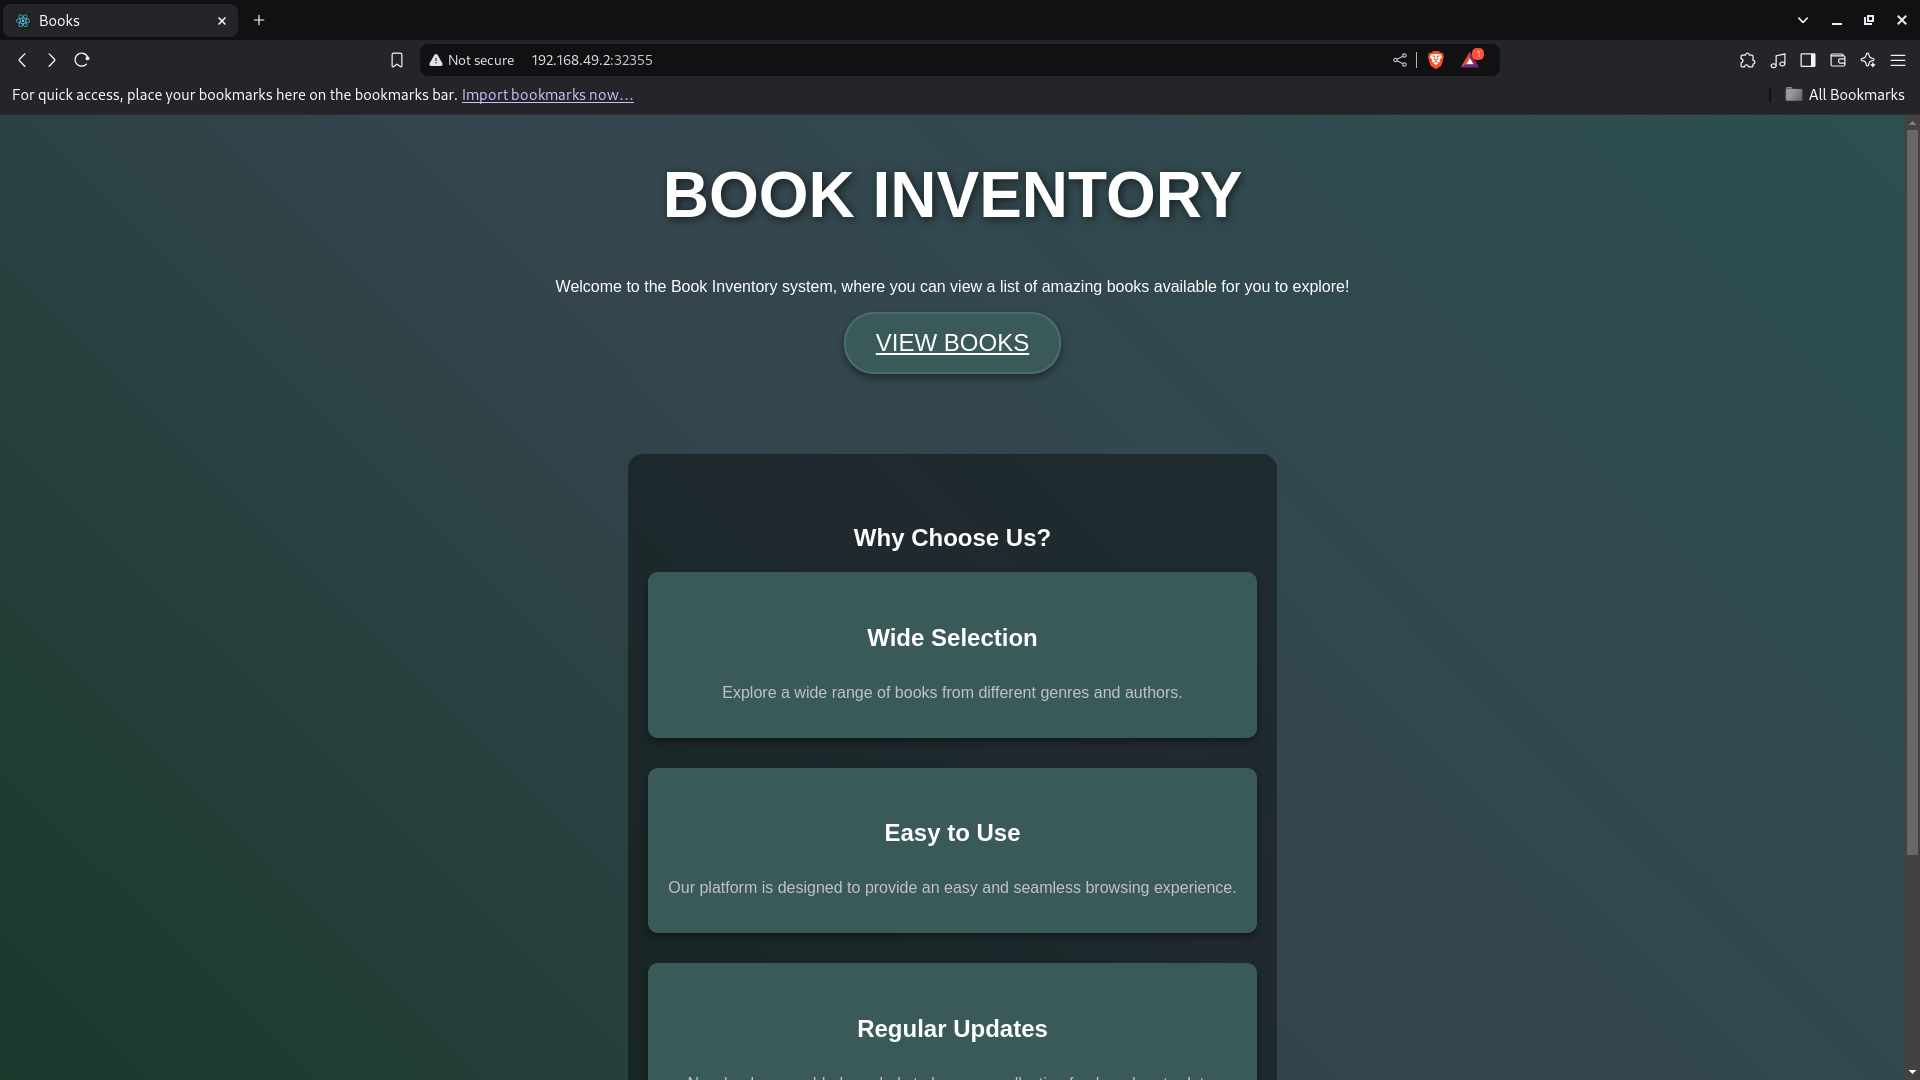 Books
Not secure 192.168.49.2:32355
1
For quick access, place your bookmarks here on the bookmarks bar. Import bookmarks now...
All Bookmarks
BOOK INVENTORY
Welcome to the Book Inventory system, where you can view a list of amazing books available for you to explore!
VIEW BOOKS
Why Choose Us?
Wide Selection
Explore a wide range of books from different genres and authors.
Easy to Use
Our platform is designed to provide an easy and seamless browsing experience.
Regular Updates